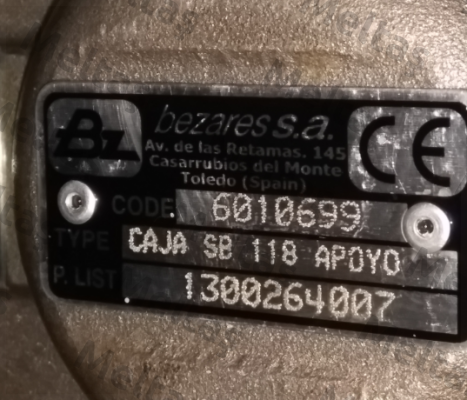 Bz
bezares s.a.
Av. de las Retamas. 145
Casarrubios del Monte
Toledo (Spain)
CE
CODE 6010699
TYPE CAJA SB 118 APOYO
P. LIST 1300264007